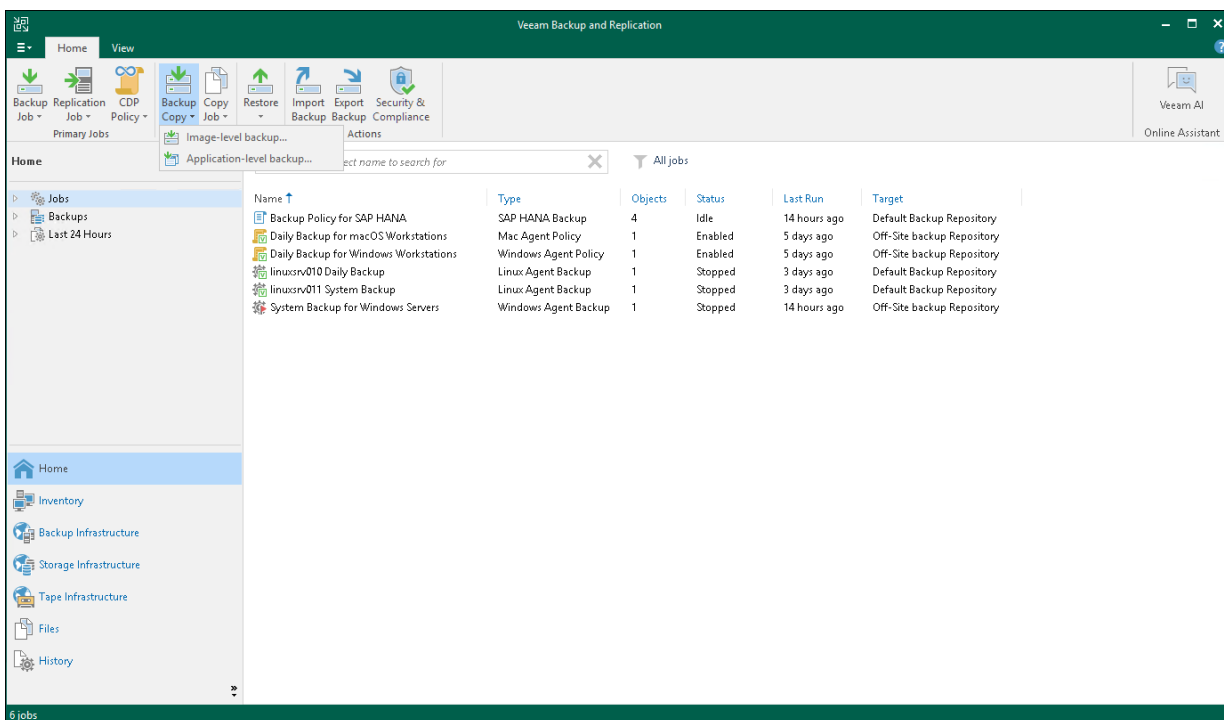 Veeam Backup and Replication
Home View
Backup Job Replication Job CDP Policy Backup Copy Copy Job Restore Import Backup Export Backup Security & Compliance Veeam AI
Primary Jobs Actions Online Assistant
Image-level backup...
Application-level backup...
Home
ect name to search for All jobs
Jobs
Backups
Last 24 Hours
Name Type Objects Status Last Run Target
Backup Policy for SAP HANA SAP HANA Backup 4 Idle 14 hours ago Default Backup Repository
Daily Backup for macOS Workstations Mac Agent Policy 1 Enabled 5 days ago Off-Site backup Repository
Daily Backup for Windows Workstations Windows Agent Policy 1 Enabled 5 days ago Off-Site backup Repository
linuxsrv010 Daily Backup Linux Agent Backup 1 Stopped 3 days ago Default Backup Repository
linuxsrv011 System Backup Linux Agent Backup 1 Stopped 3 days ago Default Backup Repository
System Backup for Windows Servers Windows Agent Backup 1 Stopped 14 hours ago Off-Site backup Repository
Home
Inventory
Backup Infrastructure
Storage Infrastructure
Tape Infrastructure
Files
History
6 jobs